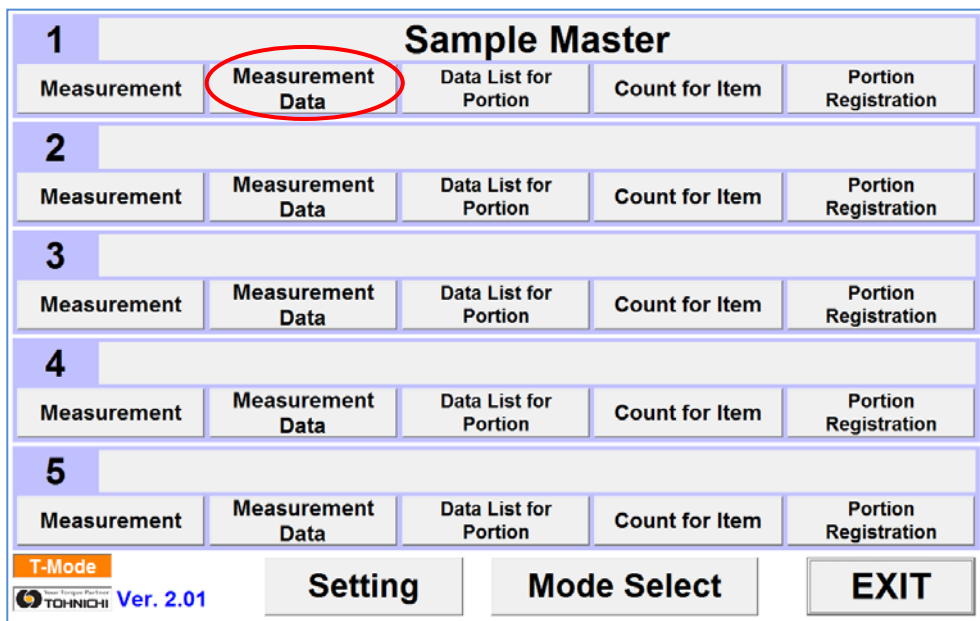 1 Sample Master
Measurement Measurement Data Data List for Portion Count for Item Portion Registration
2
Measurement Measurement Data Data List for Portion Count for Item Portion Registration
3
Measurement Measurement Data Data List for Portion Count for Item Portion Registration
4
Measurement Measurement Data Data List for Portion Count for Item Portion Registration
5
Measurement Measurement Data Data List for Portion Count for Item Portion Registration
T-Mode
Your Torque Partner
TOHNICHI Ver. 2.01
Setting Mode Select EXIT